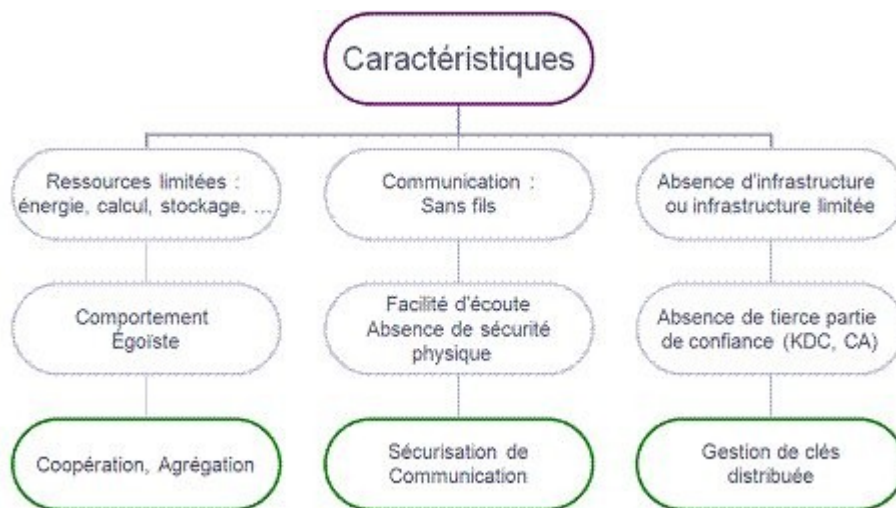 Caractéristiques
Ressources limitées :
énergie, calcul, stockage, ...
Communication :
Sans fils
Absence d'infrastructure
ou infrastructure limitée
Comportement
Égoïste
Facilité d'écoute
Absence de sécurité
physique
Absence de tierce partie
de confiance (KDC, CA)
Coopération, Agrégation
Sécurisation de
Communication
Gestion de clés
distribuée